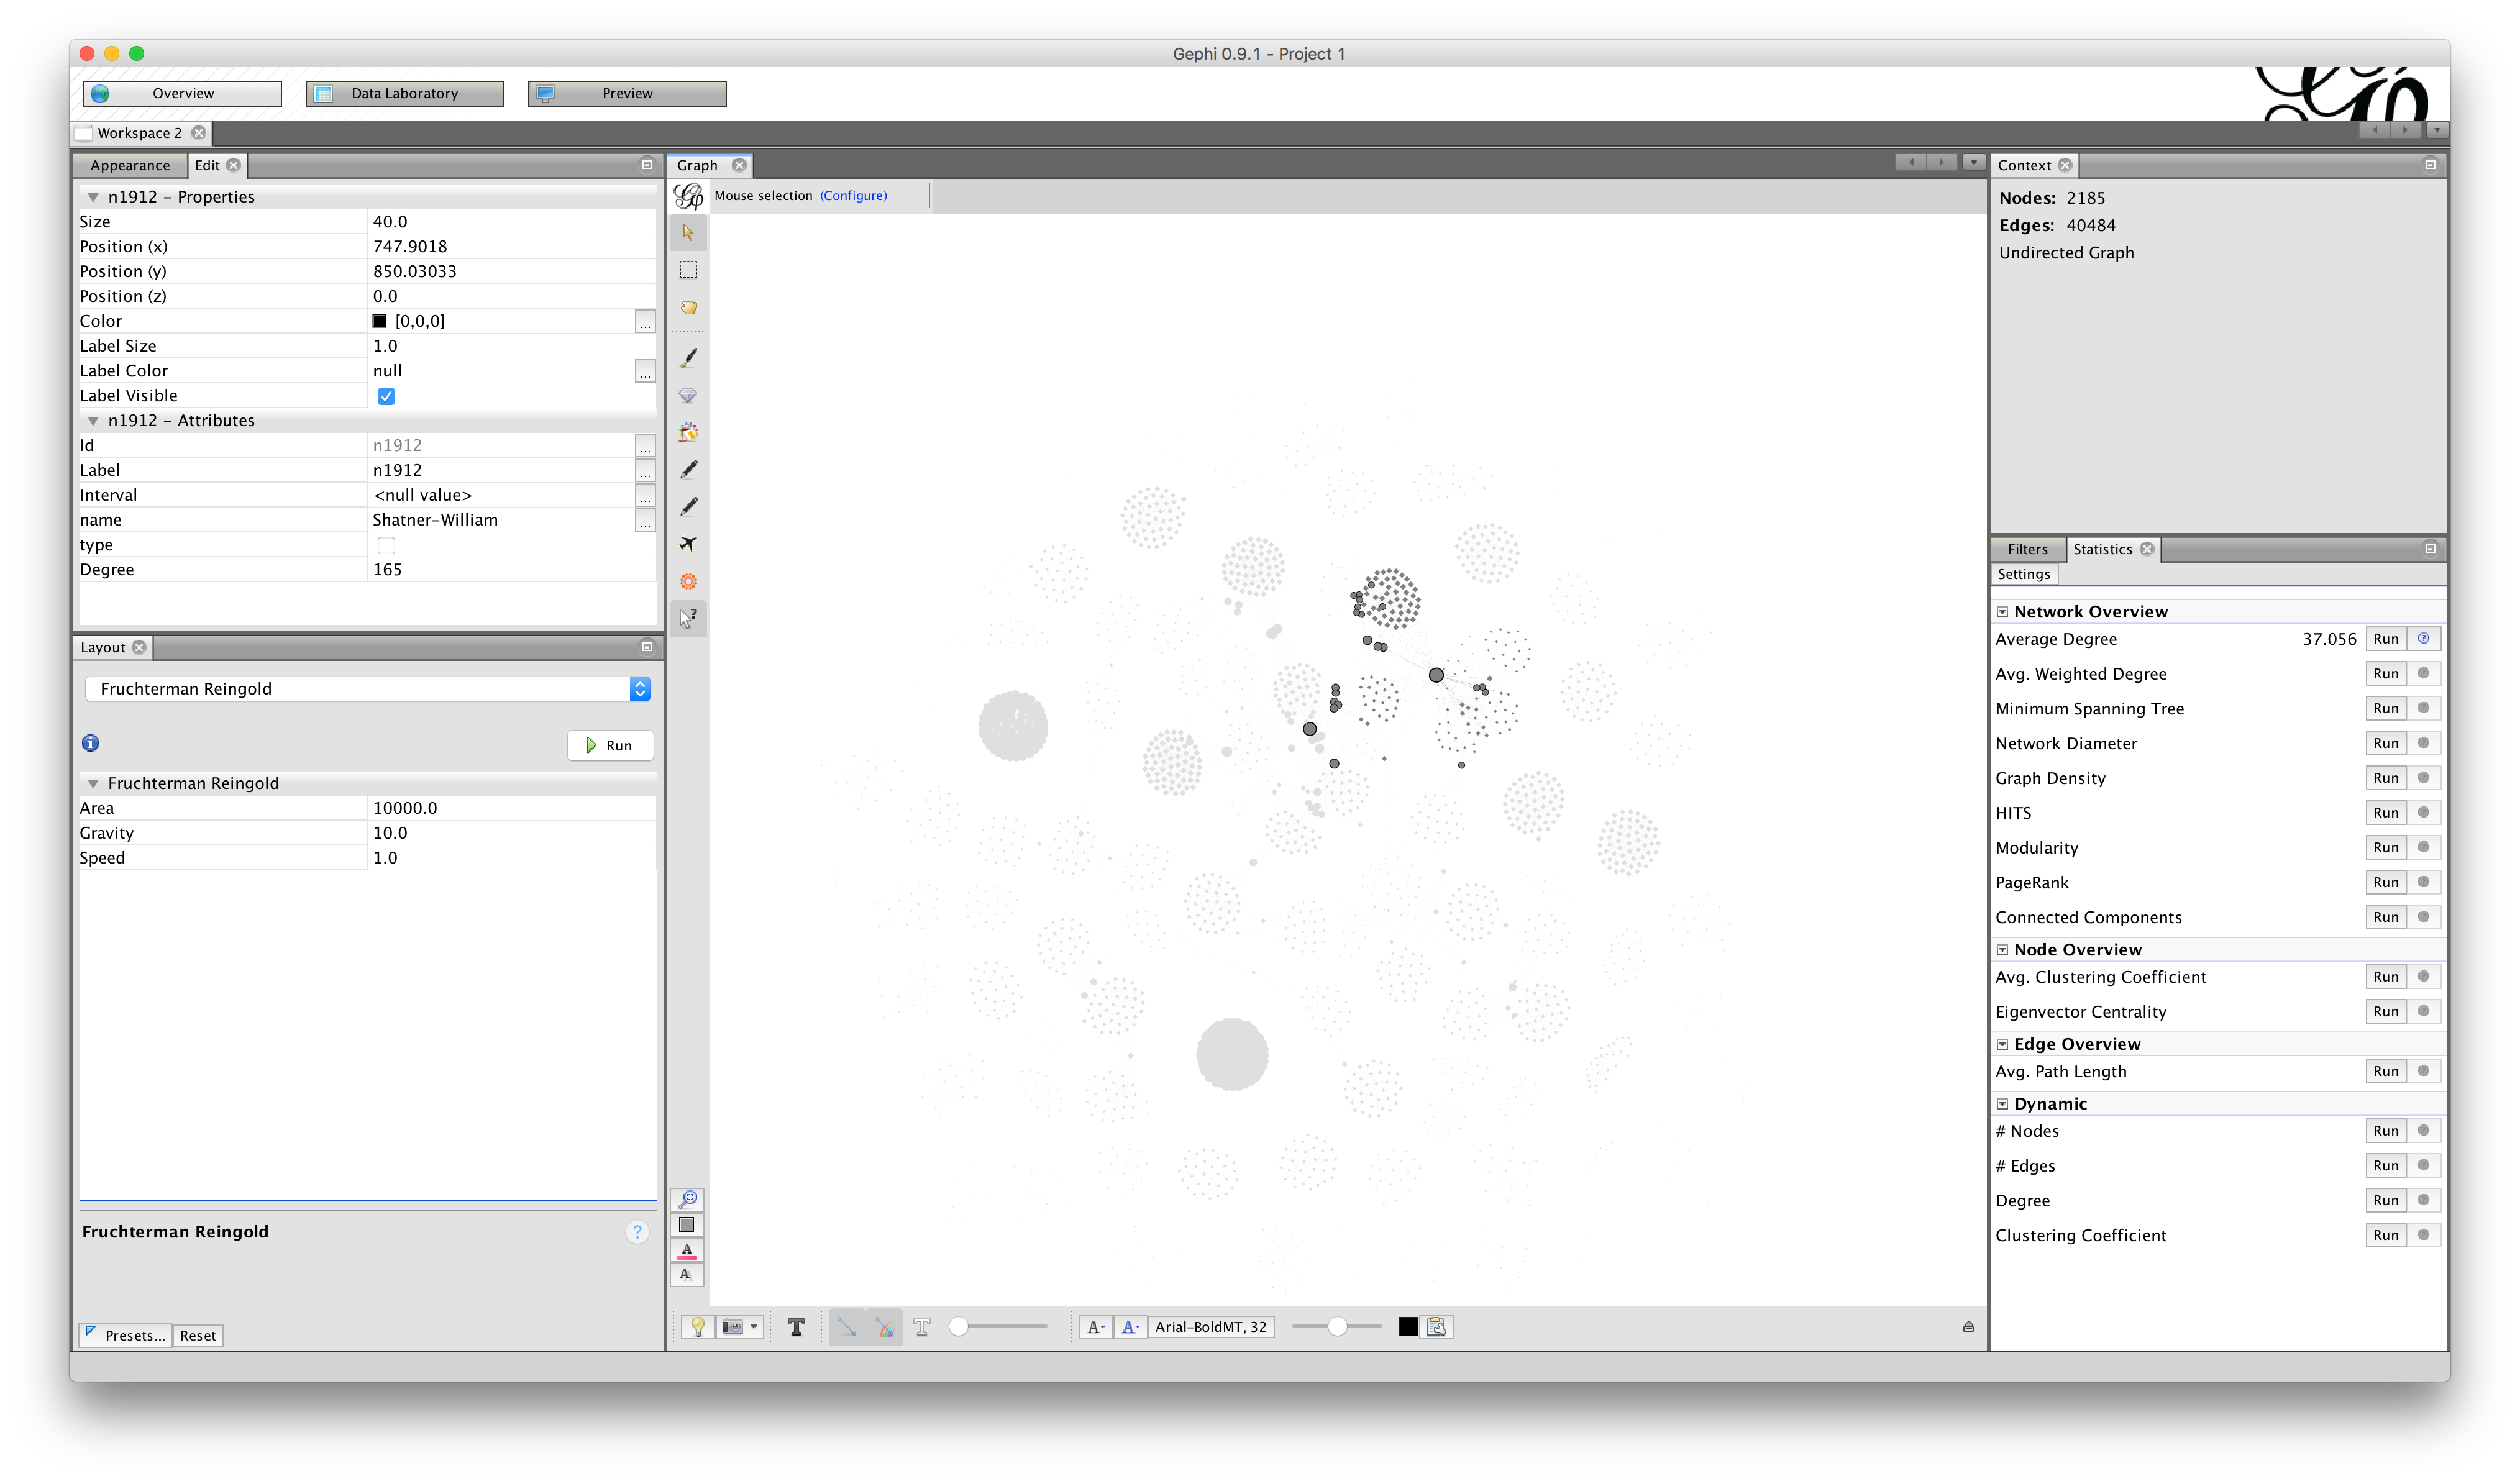 Gephi 0.9.1 - Project 1
Overview
Data Laboratory
Preview
Workspace 2
Appearance
Edit
n1912 – Properties
Size 40.0
Position (x) 747.9018
Position (y) 850.03033
Position (z) 0.0
Color [0,0,0] ...
Label Size 1.0
Label Color null ...
Label Visible
n1912 – Attributes
Id n1912 ...
Label n1912 ...
Interval <null value> ...
name Shatner–William ...
type
Degree 165
Layout
Fruchterman Reingold
Run
Fruchterman Reingold
Area 10000.0
Gravity 10.0
Speed 1.0
Fruchterman Reingold
?
Presets...
Reset
Graph
Mouse selection (Configure)
?
A
A
T
T
A
A
Arial–BoldMT, 32
Context
Nodes: 2185
Edges: 40484
Undirected Graph
Filters
Statistics
Settings
Network Overview
Average Degree 37.056 Run ?
Avg. Weighted Degree Run
Minimum Spanning Tree Run
Network Diameter Run
Graph Density Run
HITS Run
Modularity Run
PageRank Run
Connected Components Run
Node Overview
Avg. Clustering Coefficient Run
Eigenvector Centrality Run
Edge Overview
Avg. Path Length Run
Dynamic
# Nodes Run
# Edges Run
Degree Run
Clustering Coefficient Run